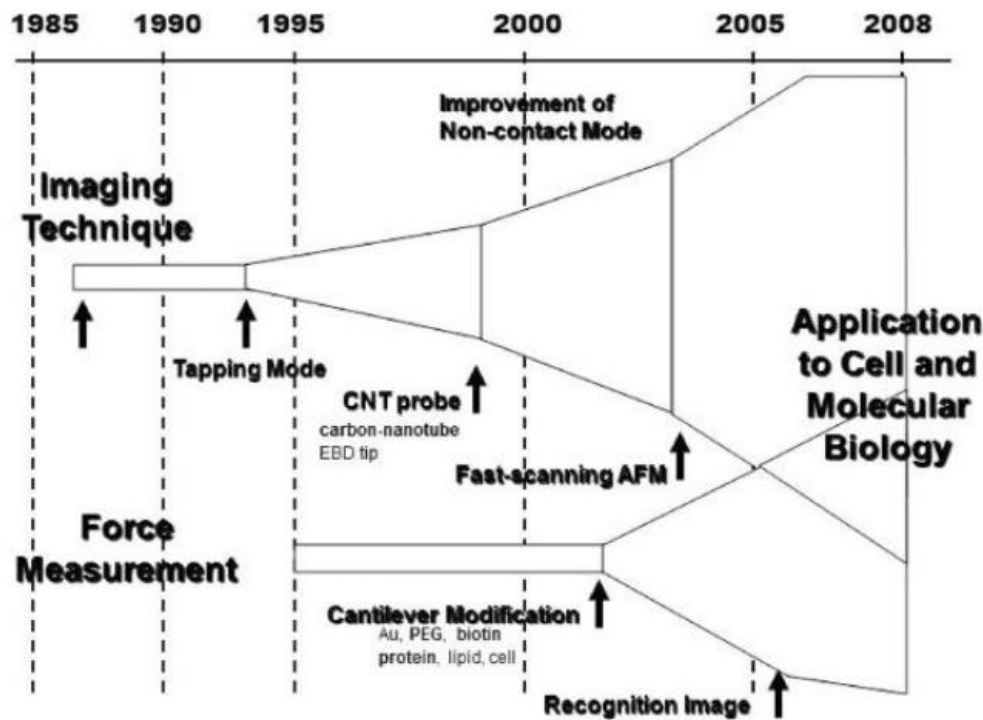 1985 1990 1995 2000 2005 2008
Improvement of
Non-contact Mode
Imaging
Technique
Tapping Mode
CNT probe
carbon-nanotube
EBD tip
Fast-scanning AFM
Application
to Cell and
Molecular
Biology
Force
Measurement
Cantilever Modification
Au, PEG, biotin
protein, lipid, cell
Recognition Image